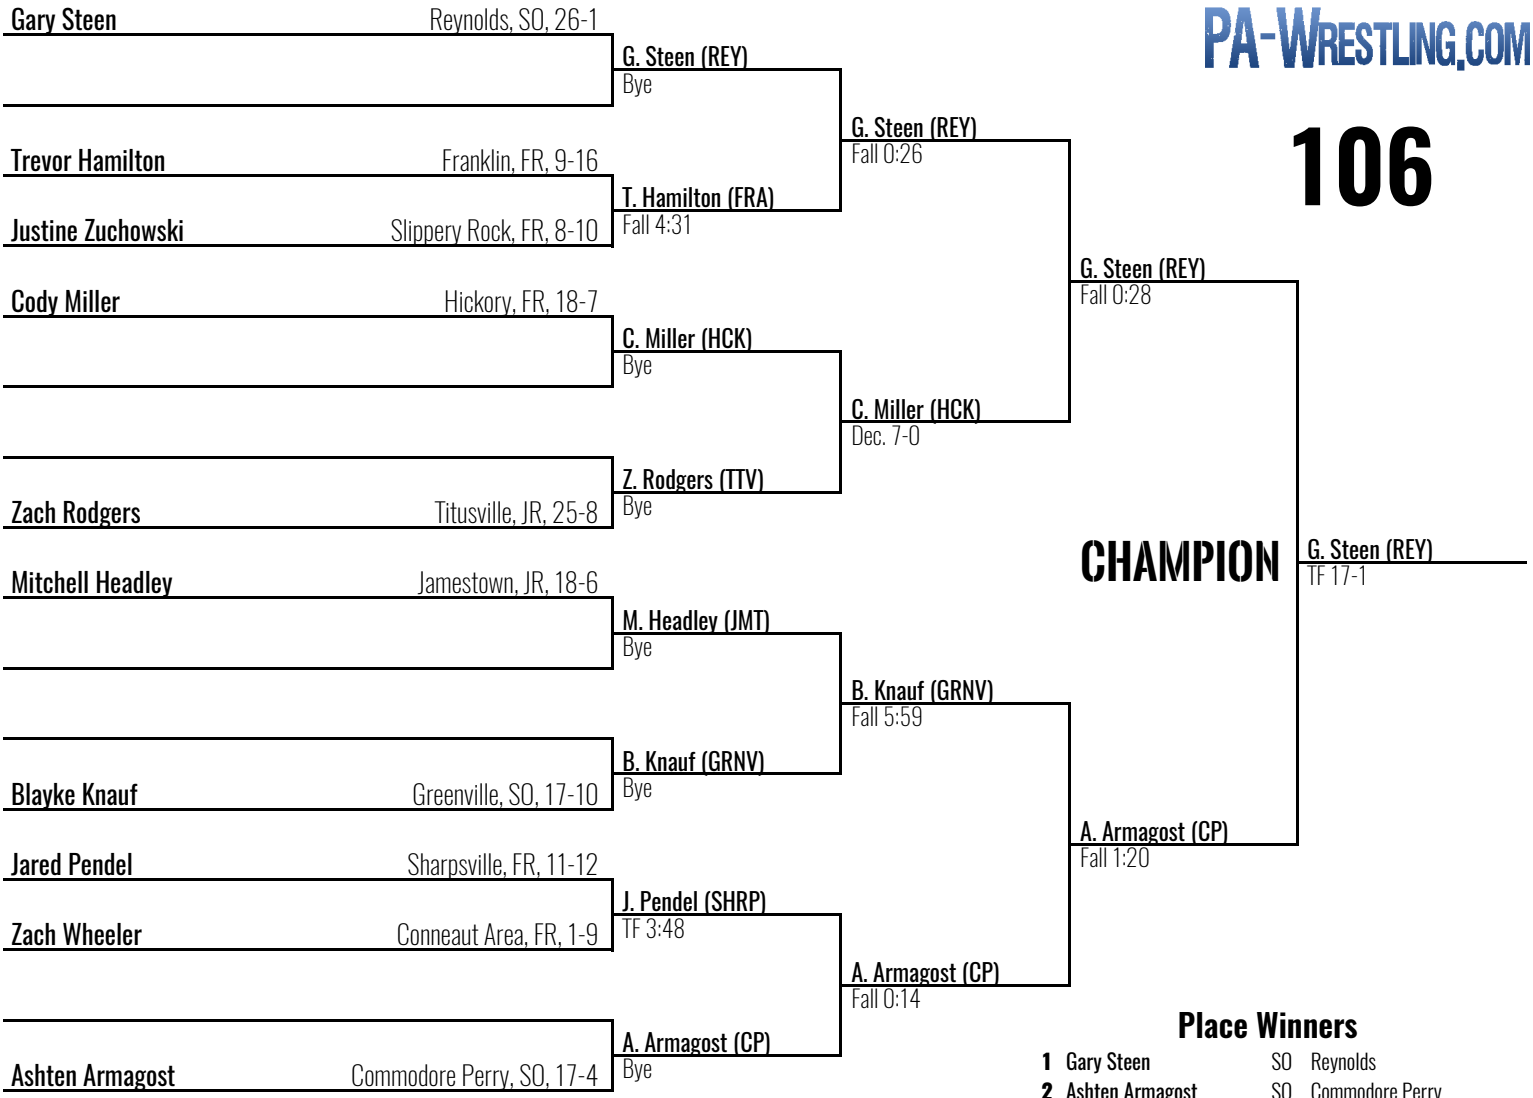 Gary Steen Reynolds, SO, 26-1
PA-WRESTLING.COM
G. Steen (REY)
Bye
G. Steen (REY)
Fall 0:26
106
Trevor Hamilton Franklin, FR, 9-16
T. Hamilton (FRA)
Fall 4:31
Justine Zuchowski Slippery Rock, FR, 8-10
G. Steen (REY)
Fall 0:28
Cody Miller Hickory, FR, 18-7
C. Miller (HCK)
Bye
C. Miller (HCK)
Dec. 7-0
Z. Rodgers (TTV)
Bye
Zach Rodgers Titusville, JR, 25-8
CHAMPION
G. Steen (REY)
TF 17-1
Mitchell Headley Jamestown, JR, 18-6
M. Headley (JMT)
Bye
B. Knauf (GRNV)
Fall 5:59
B. Knauf (GRNV)
Bye
Blayke Knauf Greenville, SO, 17-10
A. Armagost (CP)
Fall 1:20
Jared Pendel Sharpsville, FR, 11-12
J. Pendel (SHRP)
TF 3:48
Zach Wheeler Conneaut Area, FR, 1-9
A. Armagost (CP)
Fall 0:14
A. Armagost (CP)
Bye
Ashten Armagost Commodore Perry, SO, 17-4
Place Winners
1 Gary Steen SO Reynolds
2 Ashten Armagost SO Commodore Perry